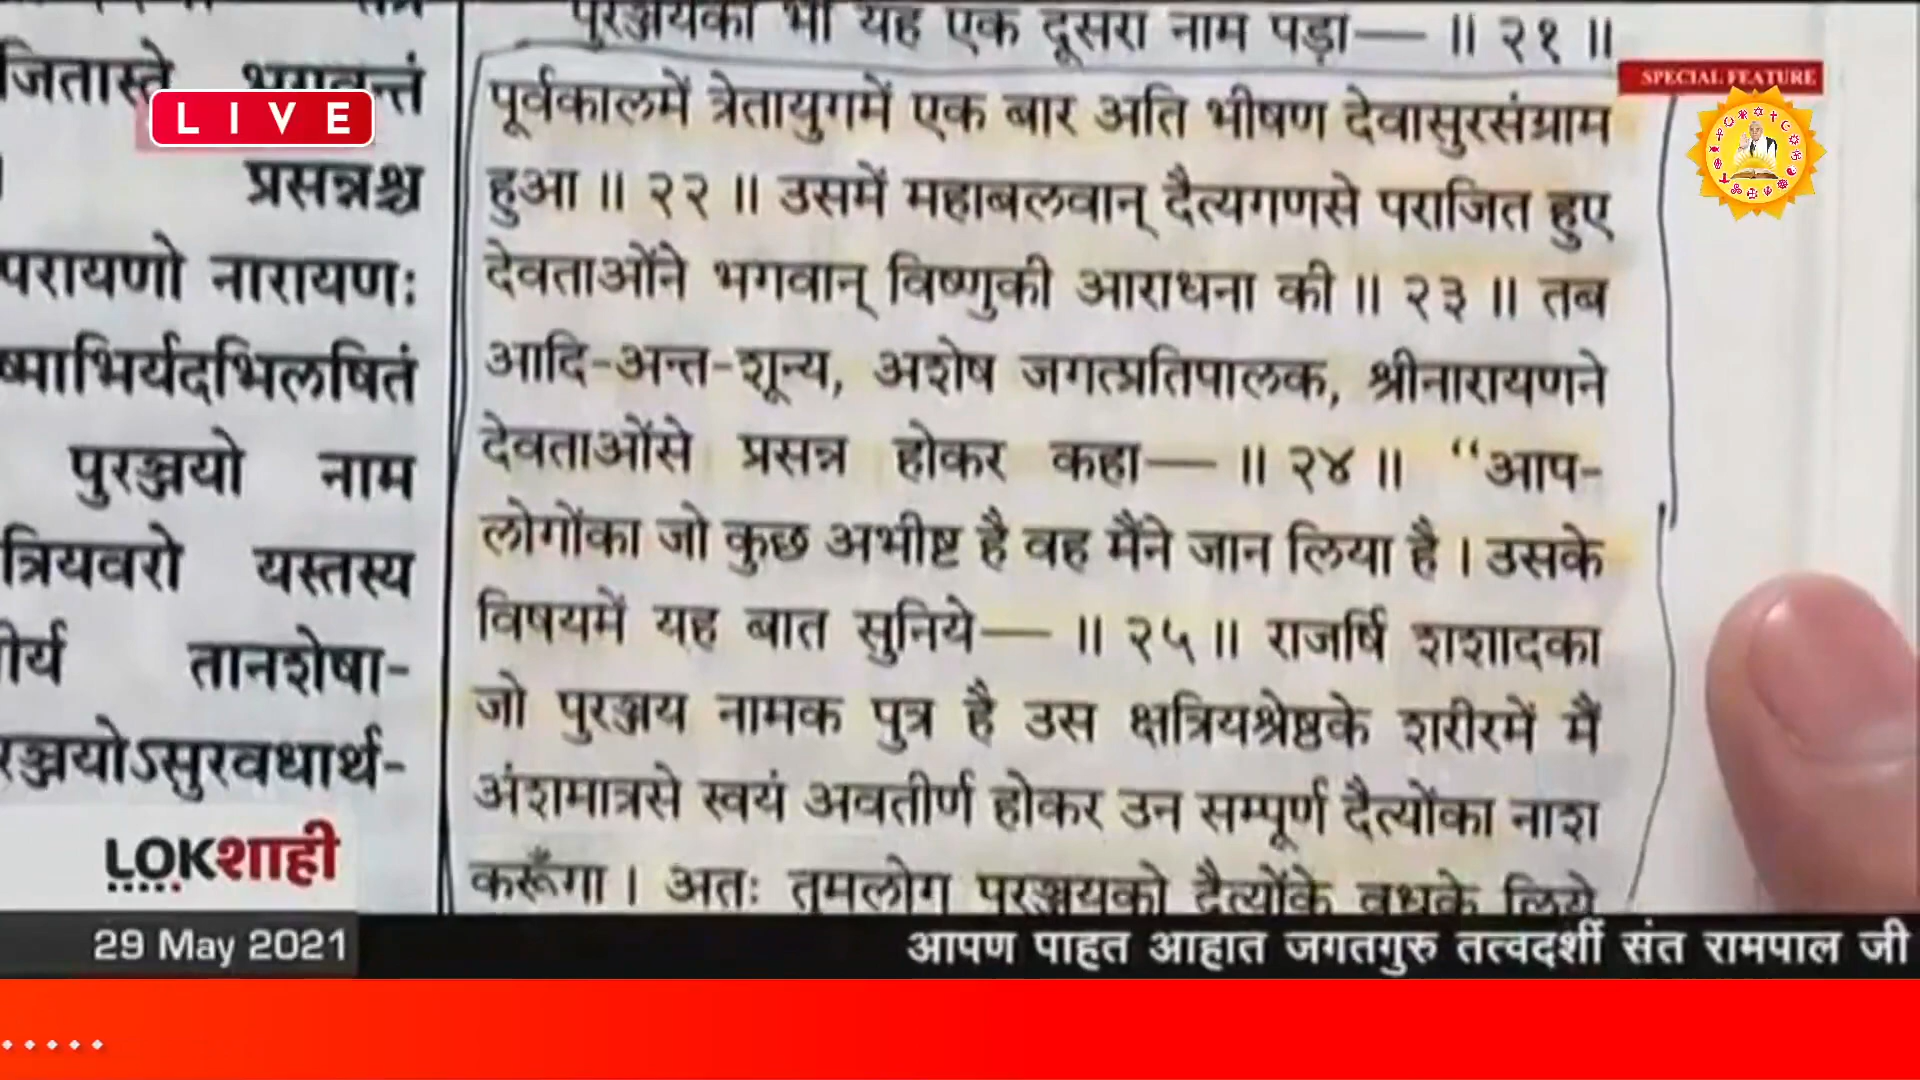 पुरञ्जयका भी यह एक दूसरा नाम पड़ा— ॥ २१ ॥
पूर्वकालमें त्रेतायुगमें एक बार अति भीषण देवासुरसंग्राम
हुआ ॥ २२ ॥ उसमें महाबलवान् दैत्यगणसे पराजित हुए
देवताओंने भगवान् विष्णुकी आराधना की ॥ २३ ॥ तब
आदि-अन्त-शून्य, अशेष जगत्प्रतिपालक, श्रीनारायणने
देवताओंसे प्रसन्न होकर कहा— ॥ २४ ॥ “आप-
लोगोंका जो कुछ अभीष्ट है वह मैंने जान लिया है । उसके
विषयमें यह बात सुनिये— ॥ २५ ॥ राजर्षि शशादका
जो पुरञ्जय नामक पुत्र है उस क्षत्रियश्रेष्ठके शरीरमें मैं
अंशमात्रसे स्वयं अवतीर्ण होकर उन सम्पूर्ण दैत्योंका नाश
करूँगा । अतः तुमलोग पुरञ्जयको दैत्योंके वधके लिये
जितास्ते भगवन्तं
प्रसन्नश्च
परायणो नारायणः
ष्माभिर्यदभिलषितं
पुरञ्जयो नाम
त्रियवरो यस्तस्य
तानशेषा-
रञ्जयोऽसुरवधार्थ-
LIVE
SPECIAL FEATURE
LOKशाही
29 May 2021
आपण पाहत आहात जगतगुरु तत्वदर्शी संत रामपाल जी